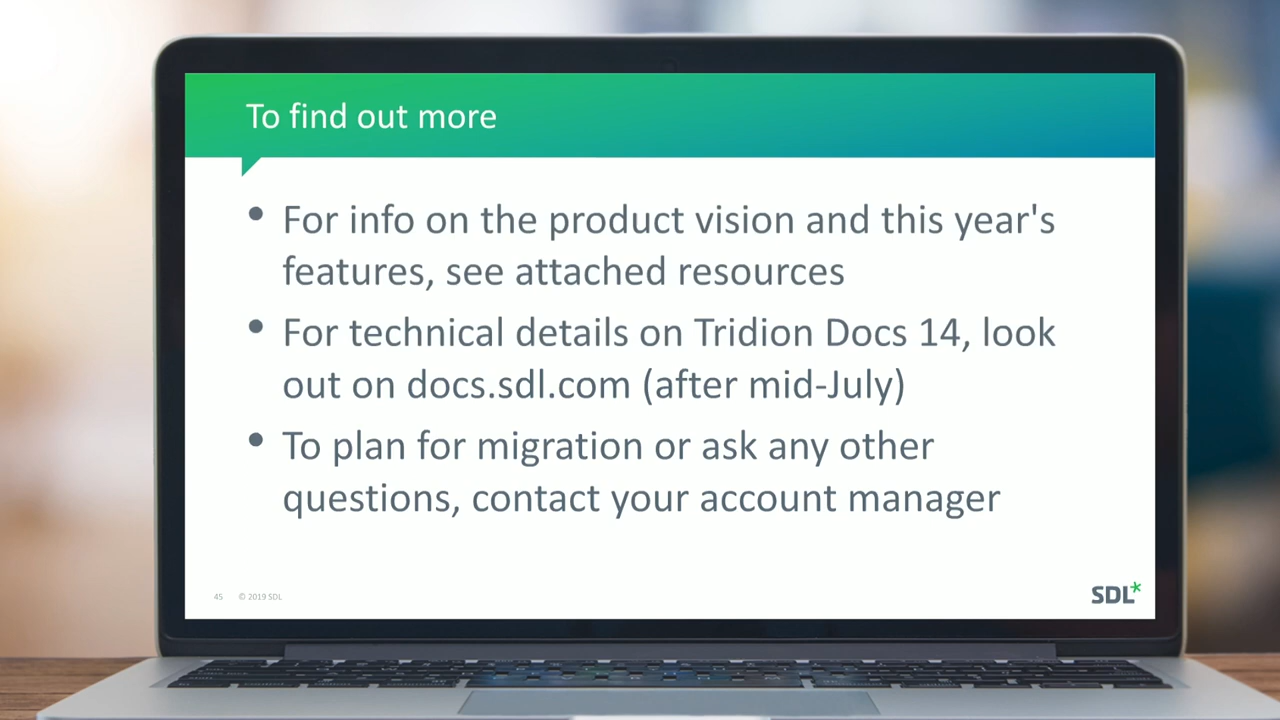 To find out more
• For info on the product vision and this year's
features, see attached resources
• For technical details on Tridion Docs 14, look
out on docs.sdl.com (after mid-July)
• To plan for migration or ask any other
questions, contact your account manager
45 © 2019 SDL
SDL*